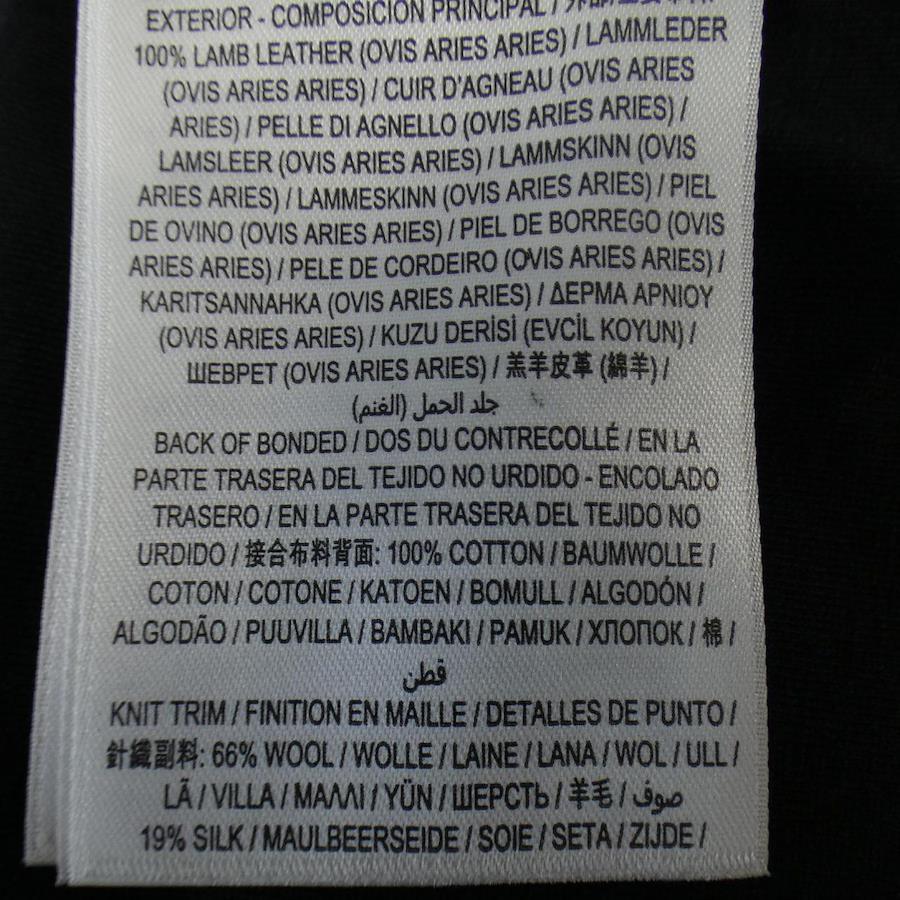 EXTERIOR - COMPOSICIÓN PRINCIPAL /
100% LAMB LEATHER (OVIS ARIES ARIES) / LAMMLEDER
(OVIS ARIES ARIES) / CUIR D'AGNEAU (OVIS ARIES
ARIES) / PELLE DI AGNELLO (OVIS ARIES ARIES) /
LAMSLEER (OVIS ARIES ARIES) / LAMMSKINN (OVIS
ARIES ARIES) / LAMMESKINN (OVIS ARIES ARIES) / PIEL
DE OVINO (OVIS ARIES ARIES) / PIEL DE BORREGO (OVIS
ARIES ARIES) / PELE DE CORDEIRO (OVIS ARIES ARIES) /
KARITSANNAHKA (OVIS ARIES ARIES) / ΔΕΡΜΑ ΑΡΝΙΟΥ
(OVIS ARIES ARIES) / KUZU DERİSİ (EVCİL KOYUN) /
ШЕВРЕТ (OVIS ARIES ARIES) / 羔羊皮革 (綿羊) /
جلد الحمل (الغنم)
BACK OF BONDED / DOS DU CONTRECOLLÉ / EN LA
PARTE TRASERA DEL TEJIDO NO URDIDO - ENCOLADO
TRASERO / EN LA PARTE TRASERA DEL TEJIDO NO
URDIDO / 接合布料背面: 100% COTTON / BAUMWOLLE /
COTON / COTONE / KATOEN / BOMULL / ALGODÓN /
ALGODÃO / PUUVILLA / BAMBAKI / PAMUK / ХЛОПОК / 棉 /
قطن
KNIT TRIM / FINITION EN MAILLE / DETALLES DE PUNTO /
針織副料: 66% WOOL / WOLLE / LAINE / LANA / WOL / ULL /
LÃ / VILLA / ΜΑΛΛΙ / YÜN / ШЕРСТЬ / 羊毛 / صوف
19% SILK / MAULBEERSEIDE / SOIE / SETA / ZIJDE /